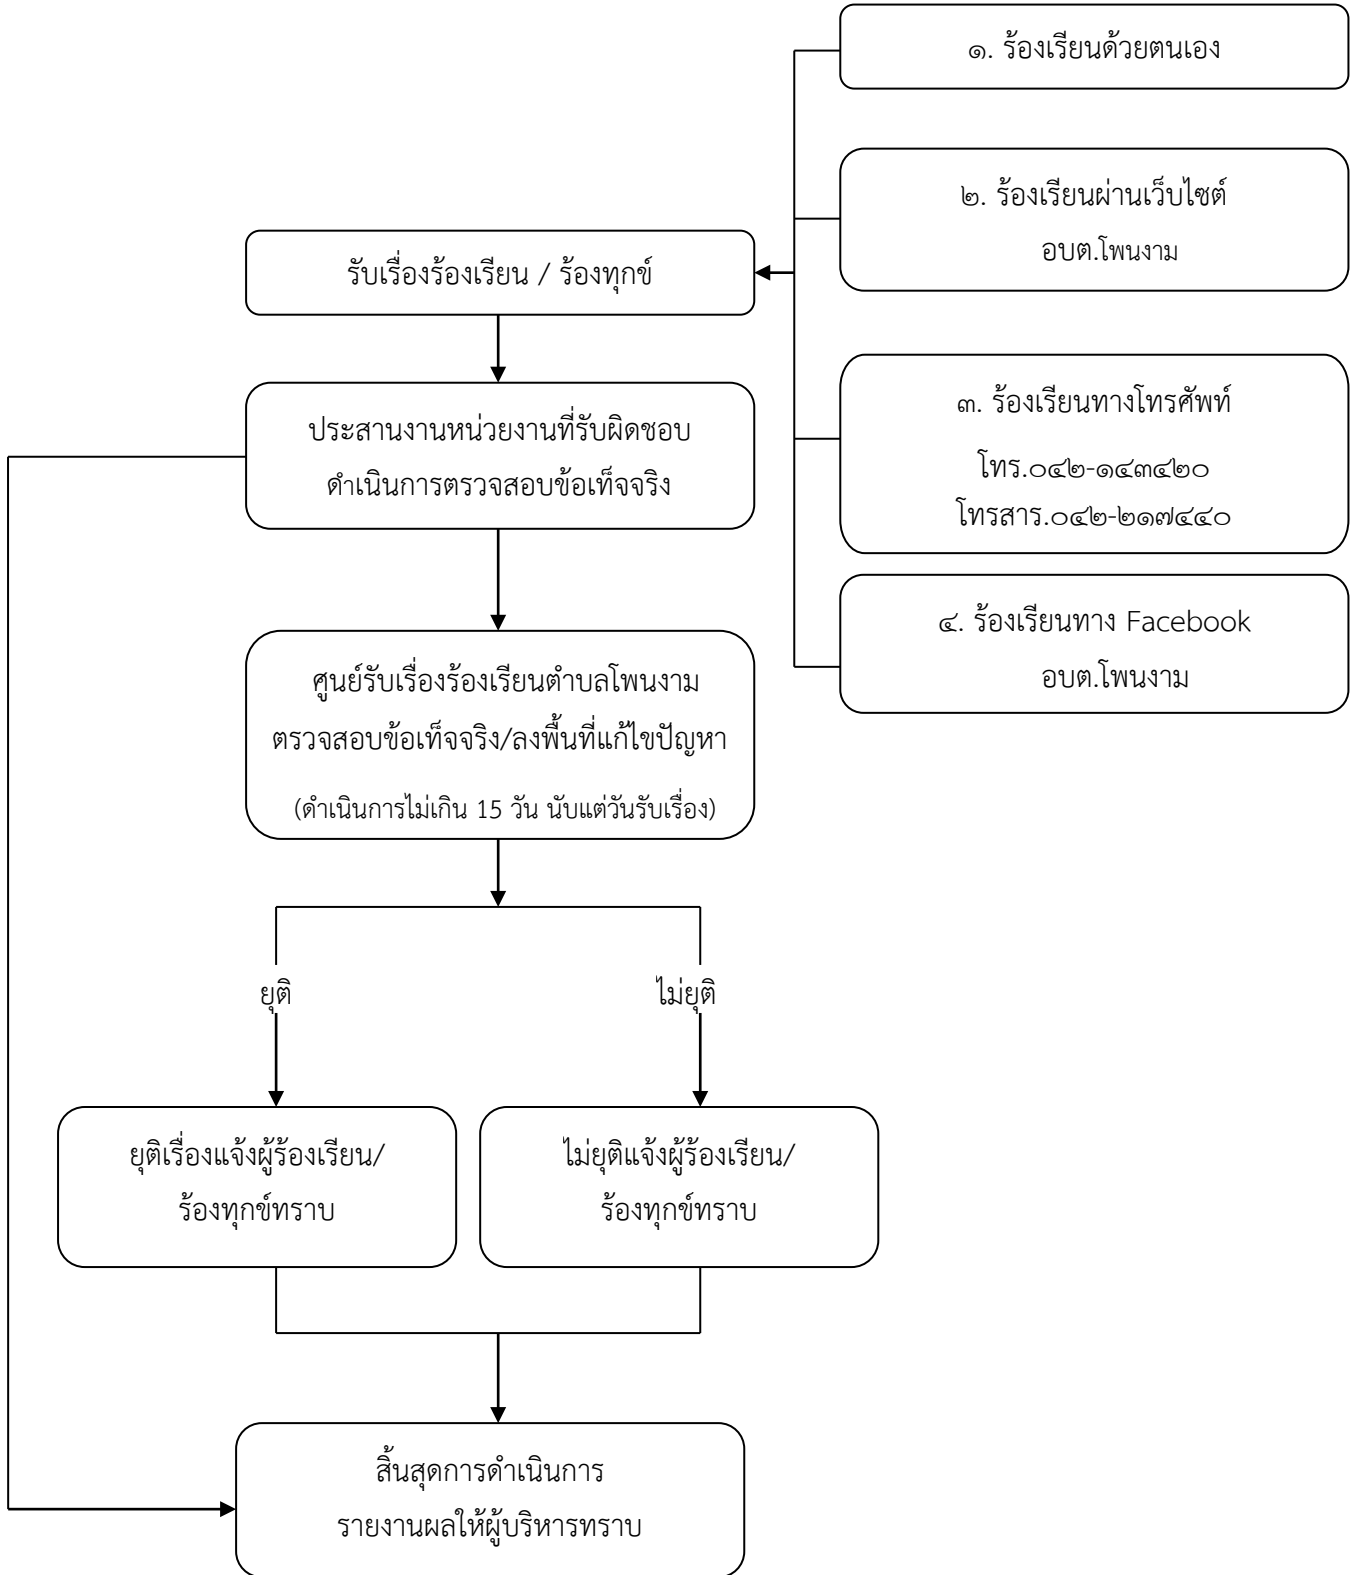 ๑. ร้องเรียนด้วยตนเอง
๒. ร้องเรียนผ่านเว็บไซต์
อบต.โพนงาม
๓. ร้องเรียนทางโทรศัพท์
โทร.๐๔๒-๑๔๓๔๒๐
โทรสาร.๐๔๒-๒๑๗๔๔๐
๔. ร้องเรียนทาง Facebook
อบต.โพนงาม
รับเรื่องร้องเรียน / ร้องทุกข์
ประสานงานหน่วยงานที่รับผิดชอบ
ดำเนินการตรวจสอบข้อเท็จจริง
ศูนย์รับเรื่องร้องเรียนตำบลโพนงาม
ตรวจสอบข้อเท็จจริง/ลงพื้นที่แก้ไขปัญหา
(ดำเนินการไม่เกิน 15 วัน นับแต่วันรับเรื่อง)
ยุติ
ไม่ยุติ
ยุติเรื่องแจ้งผู้ร้องเรียน/
ร้องทุกข์ทราบ
ไม่ยุติแจ้งผู้ร้องเรียน/
ร้องทุกข์ทราบ
สิ้นสุดการดำเนินการ
รายงานผลให้ผู้บริหารทราบ